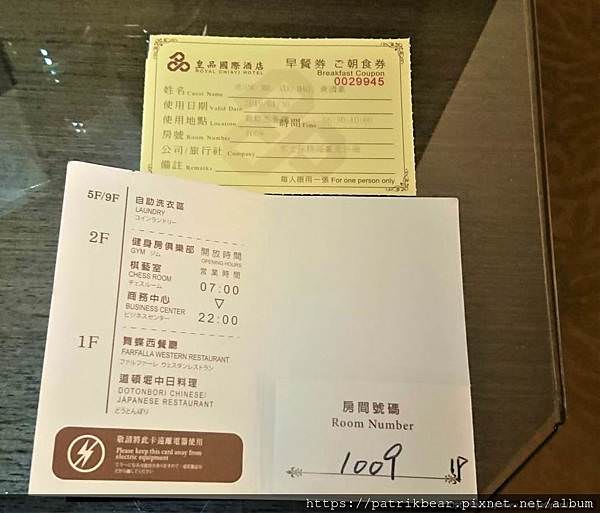 皇品國際酒店
ROYAL CHIAYI HOTEL
早餐券 ご朝食券
Breakfast Coupon
0029945
姓名 Guest Name
使用日期 Valid Date
使用地點 Location
時間 Time
房號 Room Number 1009
公司/旅行社 Company
備註 Remarks
每人限用一張 For one person only
5F/9F 自助洗衣區
LAUNDRY
コインランドリー
2F 健身房俱樂部
GYM ジム
棋藝室
CHESS ROOM
チェスルーム
商務中心
BUSINESS CENTER
ビジネスセンター
開放時間
OPENING HOURS
営業時間
07:00
▽
22:00
1F 舞蝶西餐廳
FARFALLA WESTERN RESTAURANT
ファルファーレ ウェスタンレストラン
道頓堀中日料理
DOTONBORI CHINESE/
JAPANESE RESTAURANT
どうとんぼり
敬請將此卡遠離電器使用
Please keep this card away from
electric equipment
房間號碼
Room Number
1009
https://patrikbear.pixnet.net/album